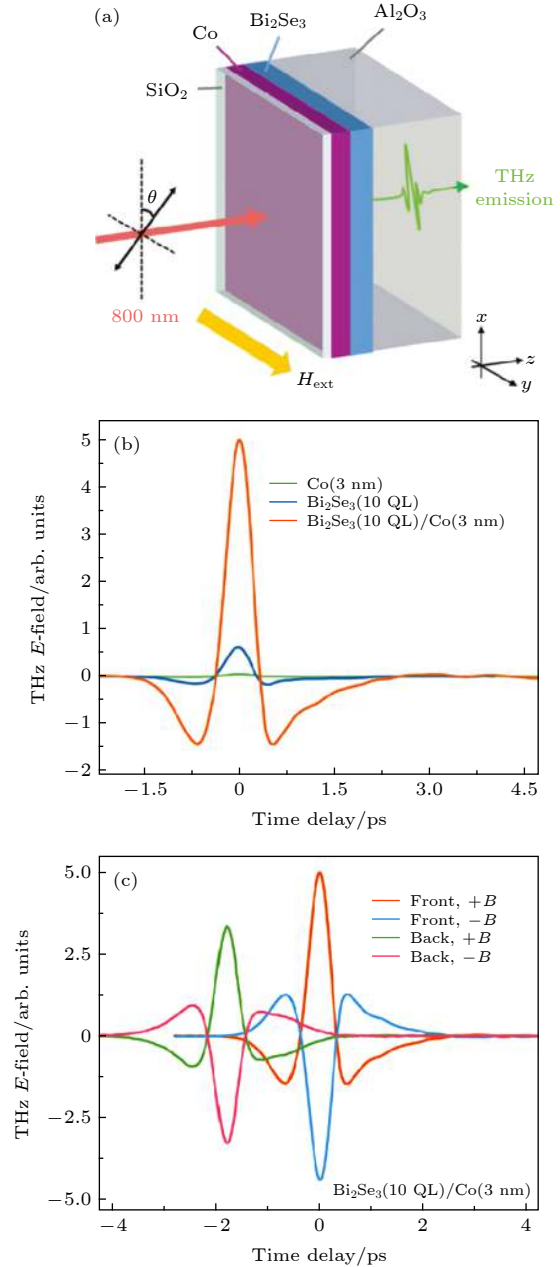 (a)
Bi₂Se₃
Al₂O₃
Co
SiO₂
θ
THz
emission
800 nm
H_ext
x
z
y
(b)
5
4
3
2
1
0
−1
−2
THz E-field/arb. units
Co(3 nm)
Bi₂Se₃(10 QL)
Bi₂Se₃(10 QL)/Co(3 nm)
−1.5 0 1.5 3.0 4.5
Time delay/ps
(c)
5.0
2.5
0
−2.5
−5.0
THz E-field/arb. units
Front, +B
Front, −B
Back, +B
Back, −B
Bi₂Se₃(10 QL)/Co(3 nm)
−4 −2 0 2 4
Time delay/ps